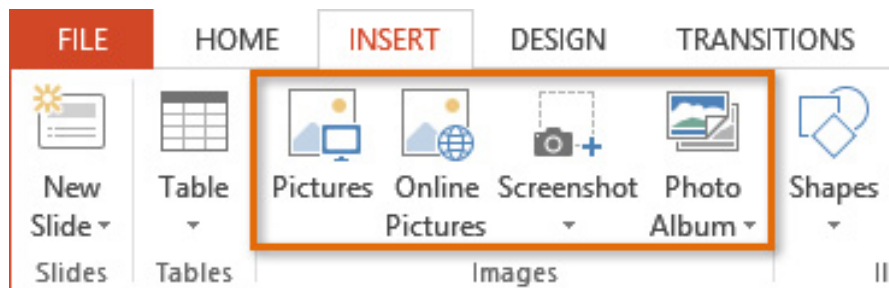 FILE HOME INSERT DESIGN TRANSITIONS
New Table Pictures Online Screenshot Photo Shapes
Slide Pictures Album
Slides Tables Images